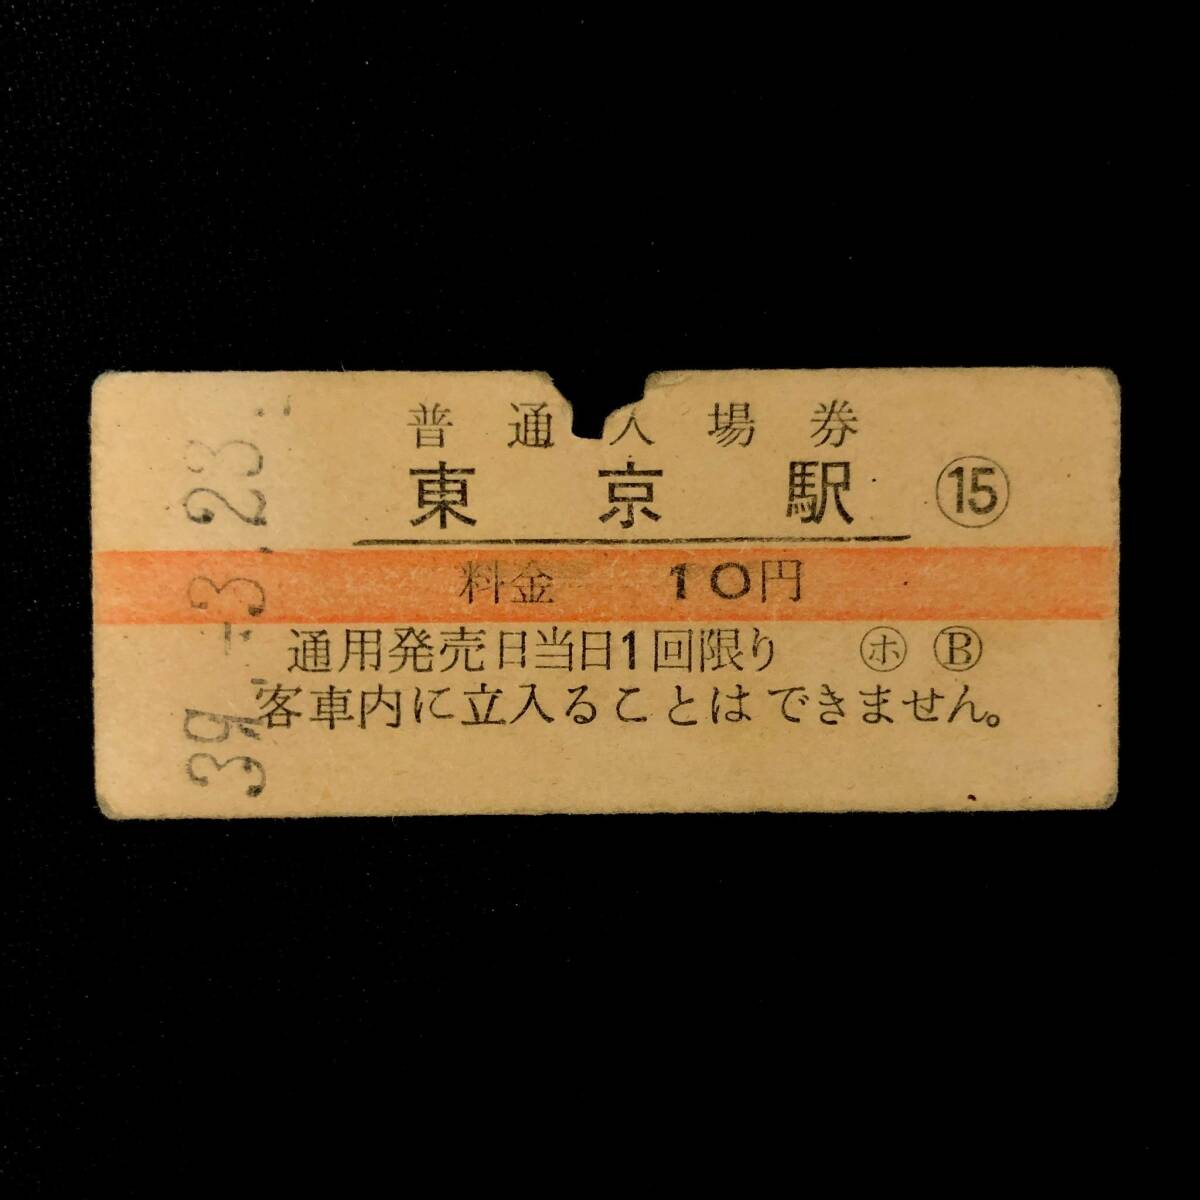 普通入場券
東京駅 ⑮
料金 10円
通用発売日当日1回限り ㋭ Ⓑ
客車内に立入ることはできません。
39.-3.23